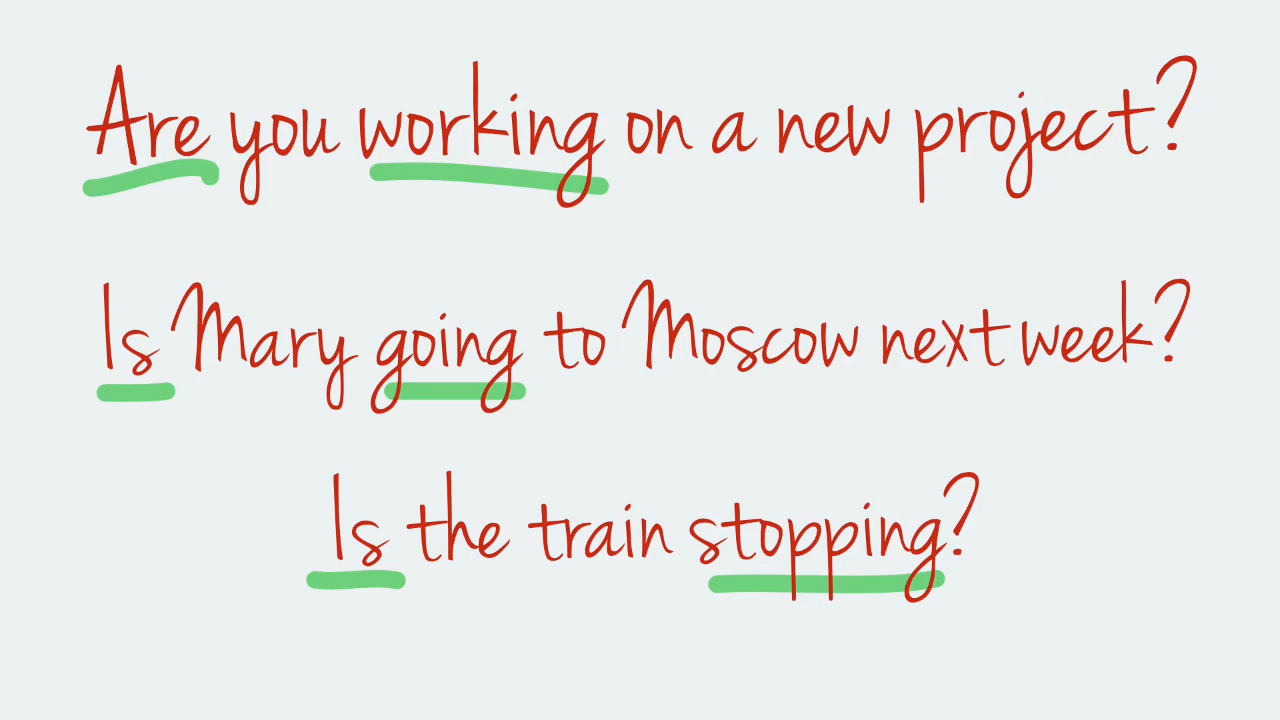 Are you working on a new project?
Is Mary going to Moscow next week?
Is the train stopping?